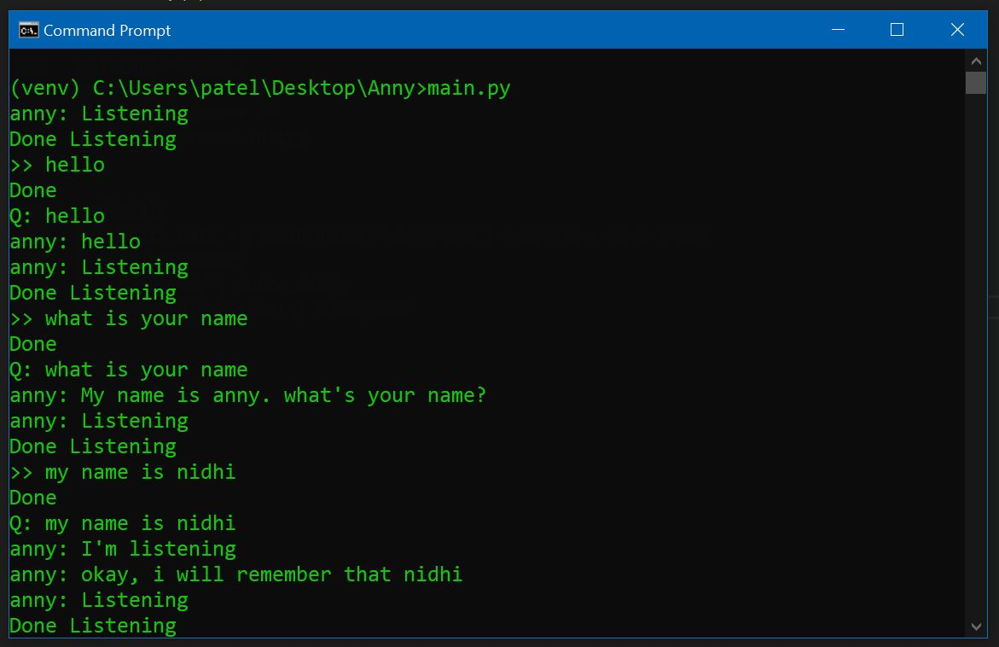 Command Prompt
(venv) C:\Users\patel\Desktop\Anny>main.py
anny: Listening
Done Listening
>> hello
Done
Q: hello
anny: hello
anny: Listening
Done Listening
>> what is your name
Done
Q: what is your name
anny: My name is anny. what's your name?
anny: Listening
Done Listening
>> my name is nidhi
Done
Q: my name is nidhi
anny: I'm listening
anny: okay, i will remember that nidhi
anny: Listening
Done Listening